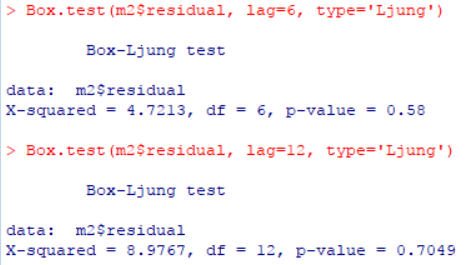 > Box.test(m2$residual, lag=6, type='Ljung')
Box-Ljung test
data:  m2$residual
X-squared = 4.7213, df = 6, p-value = 0.58
> Box.test(m2$residual, lag=12, type='Ljung')
Box-Ljung test
data:  m2$residual
X-squared = 8.9767, df = 12, p-value = 0.7049